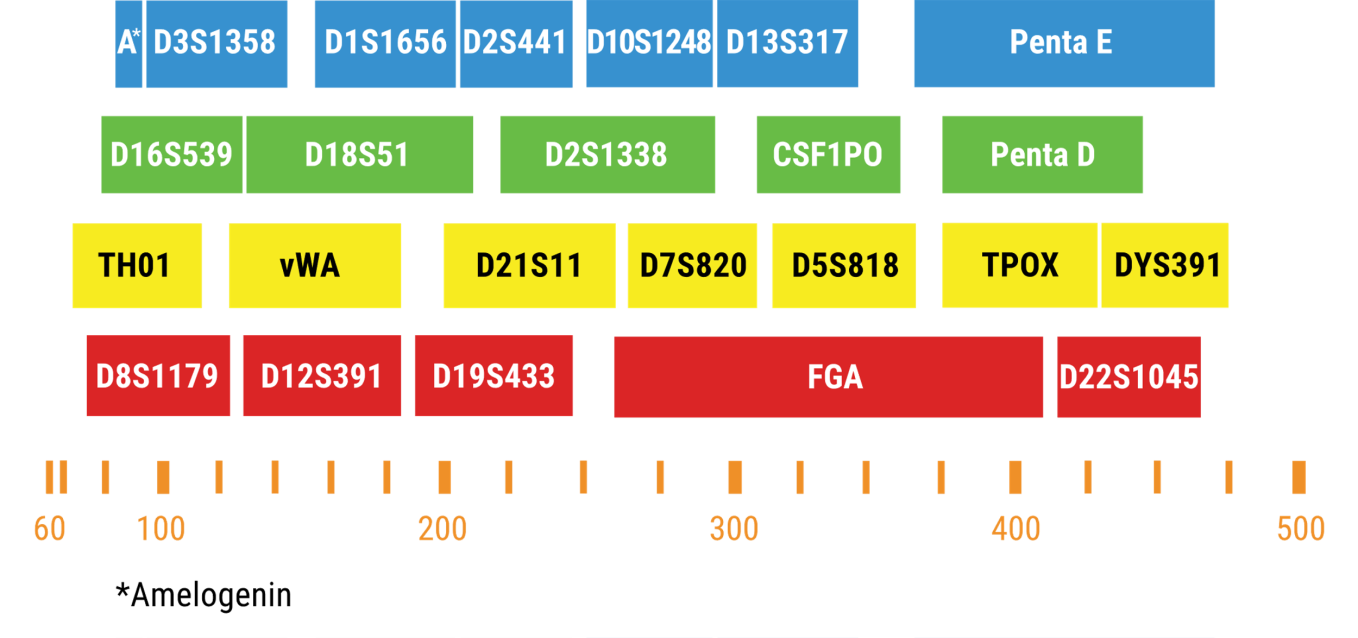 A* D3S1358 D1S1656 D2S441 D10S1248 D13S317 Penta E
D16S539 D18S51 D2S1338 CSF1PO Penta D
TH01 vWA D21S11 D7S820 D5S818 TPOX DYS391
D8S1179 D12S391 D19S433 FGA D22S1045
60 100 200 300 400 500
*Amelogenin